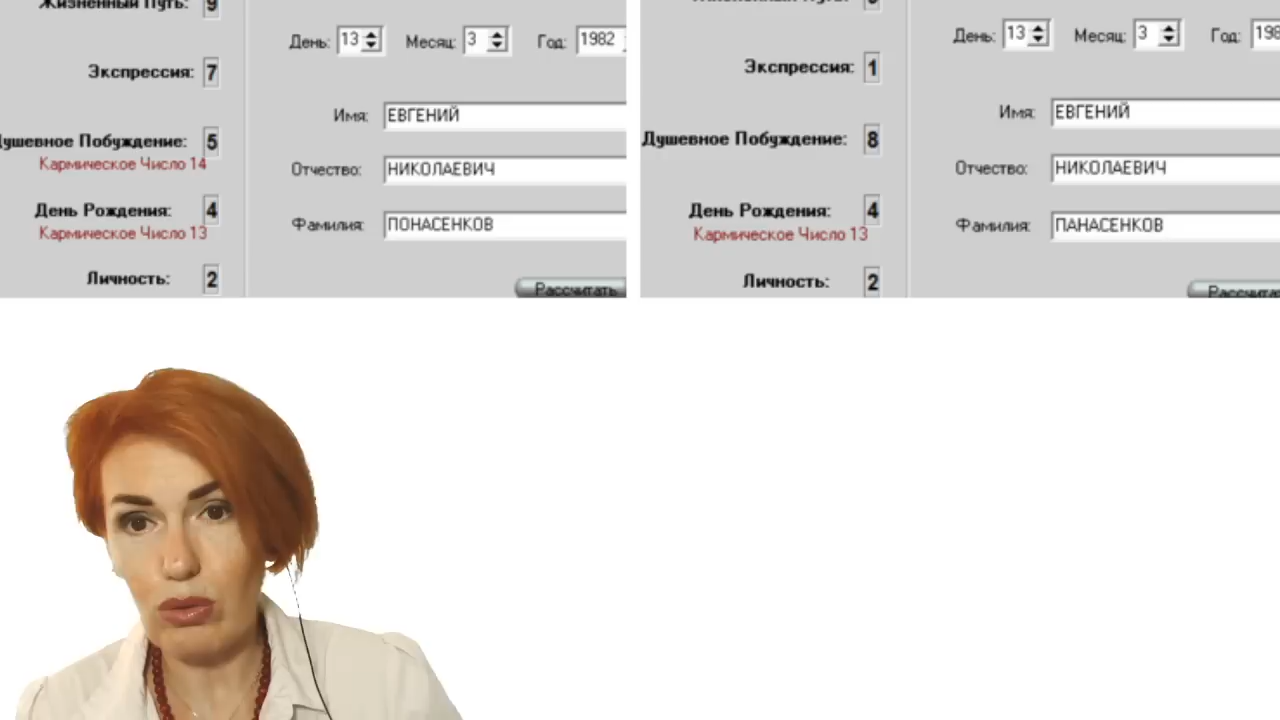 Жизненный Путь: 9
День: 13 Месяц: 3 Год: 1982
Экспрессия: 7
Имя: ЕВГЕНИЙ
Душевное Побуждение: 5
Кармическое Число 14
Отчество: НИКОЛАЕВИЧ
День Рождения: 4
Кармическое Число 13
Фамилия: ПОНАСЕНКОВ
Личность: 2
Рассчитать
День: 13 Месяц: 3 Год: 198
Экспрессия: 1
Имя: ЕВГЕНИЙ
Душевное Побуждение: 8
Отчество: НИКОЛАЕВИЧ
День Рождения: 4
Кармическое Число 13
Фамилия: ПАНАСЕНКОВ
Личность: 2
Рассчита